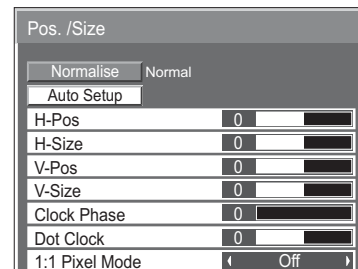 Pos. /Size
Normalise Normal
Auto Setup
H-Pos 0
H-Size 0
V-Pos 0
V-Size 0
Clock Phase 0
Dot Clock 0
1:1 Pixel Mode Off